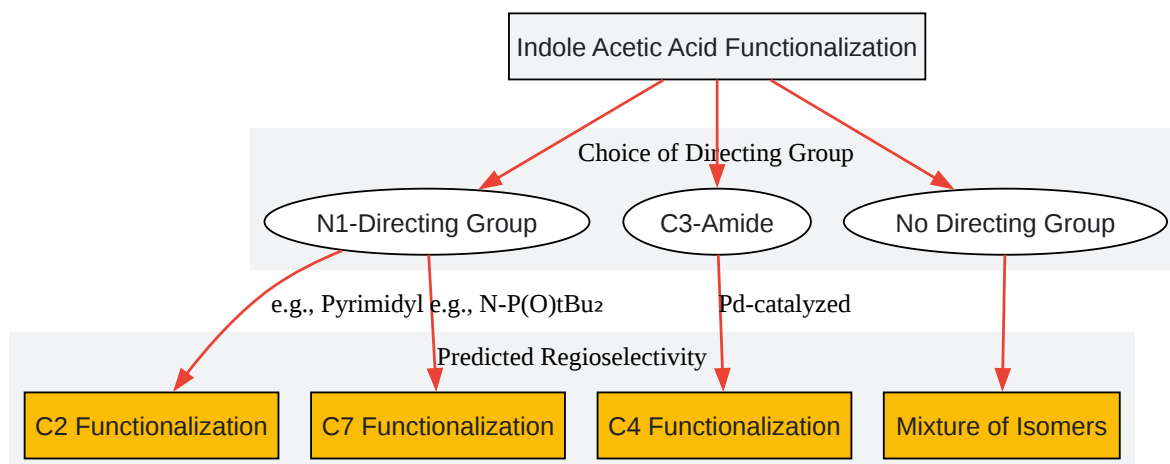 Indole Acetic Acid Functionalization
Choice of Directing Group
N1-Directing Group
C3-Amide
No Directing Group
e.g., Pyrimidyl
e.g., N-P(O)tBu₂
Pd-catalyzed
Predicted Regioselectivity
C2 Functionalization
C7 Functionalization
C4 Functionalization
Mixture of Isomers